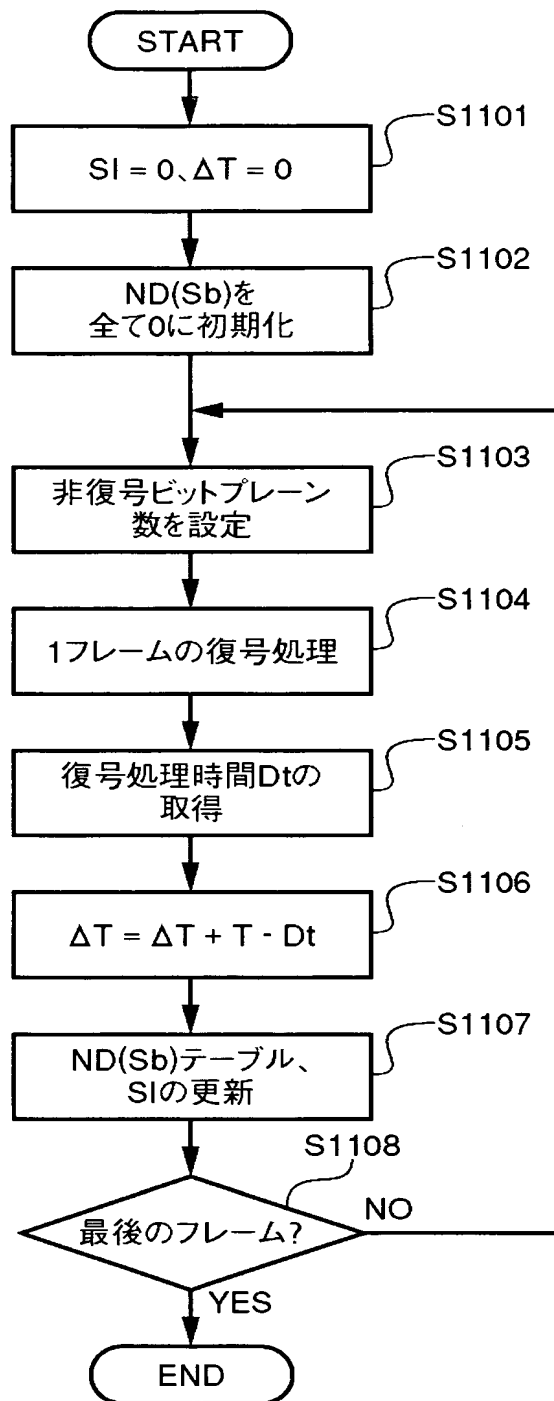 START
S1101
SI = 0、ΔT = 0
S1102
ND(Sb)を
全て0に初期化
S1103
非復号ビットプレーン
数を設定
S1104
1フレームの復号処理
S1105
復号処理時間Dtの
取得
S1106
ΔT = ΔT + T - Dt
S1107
ND(Sb)テーブル、
SIの更新
S1108
最後のフレーム?
NO
YES
END